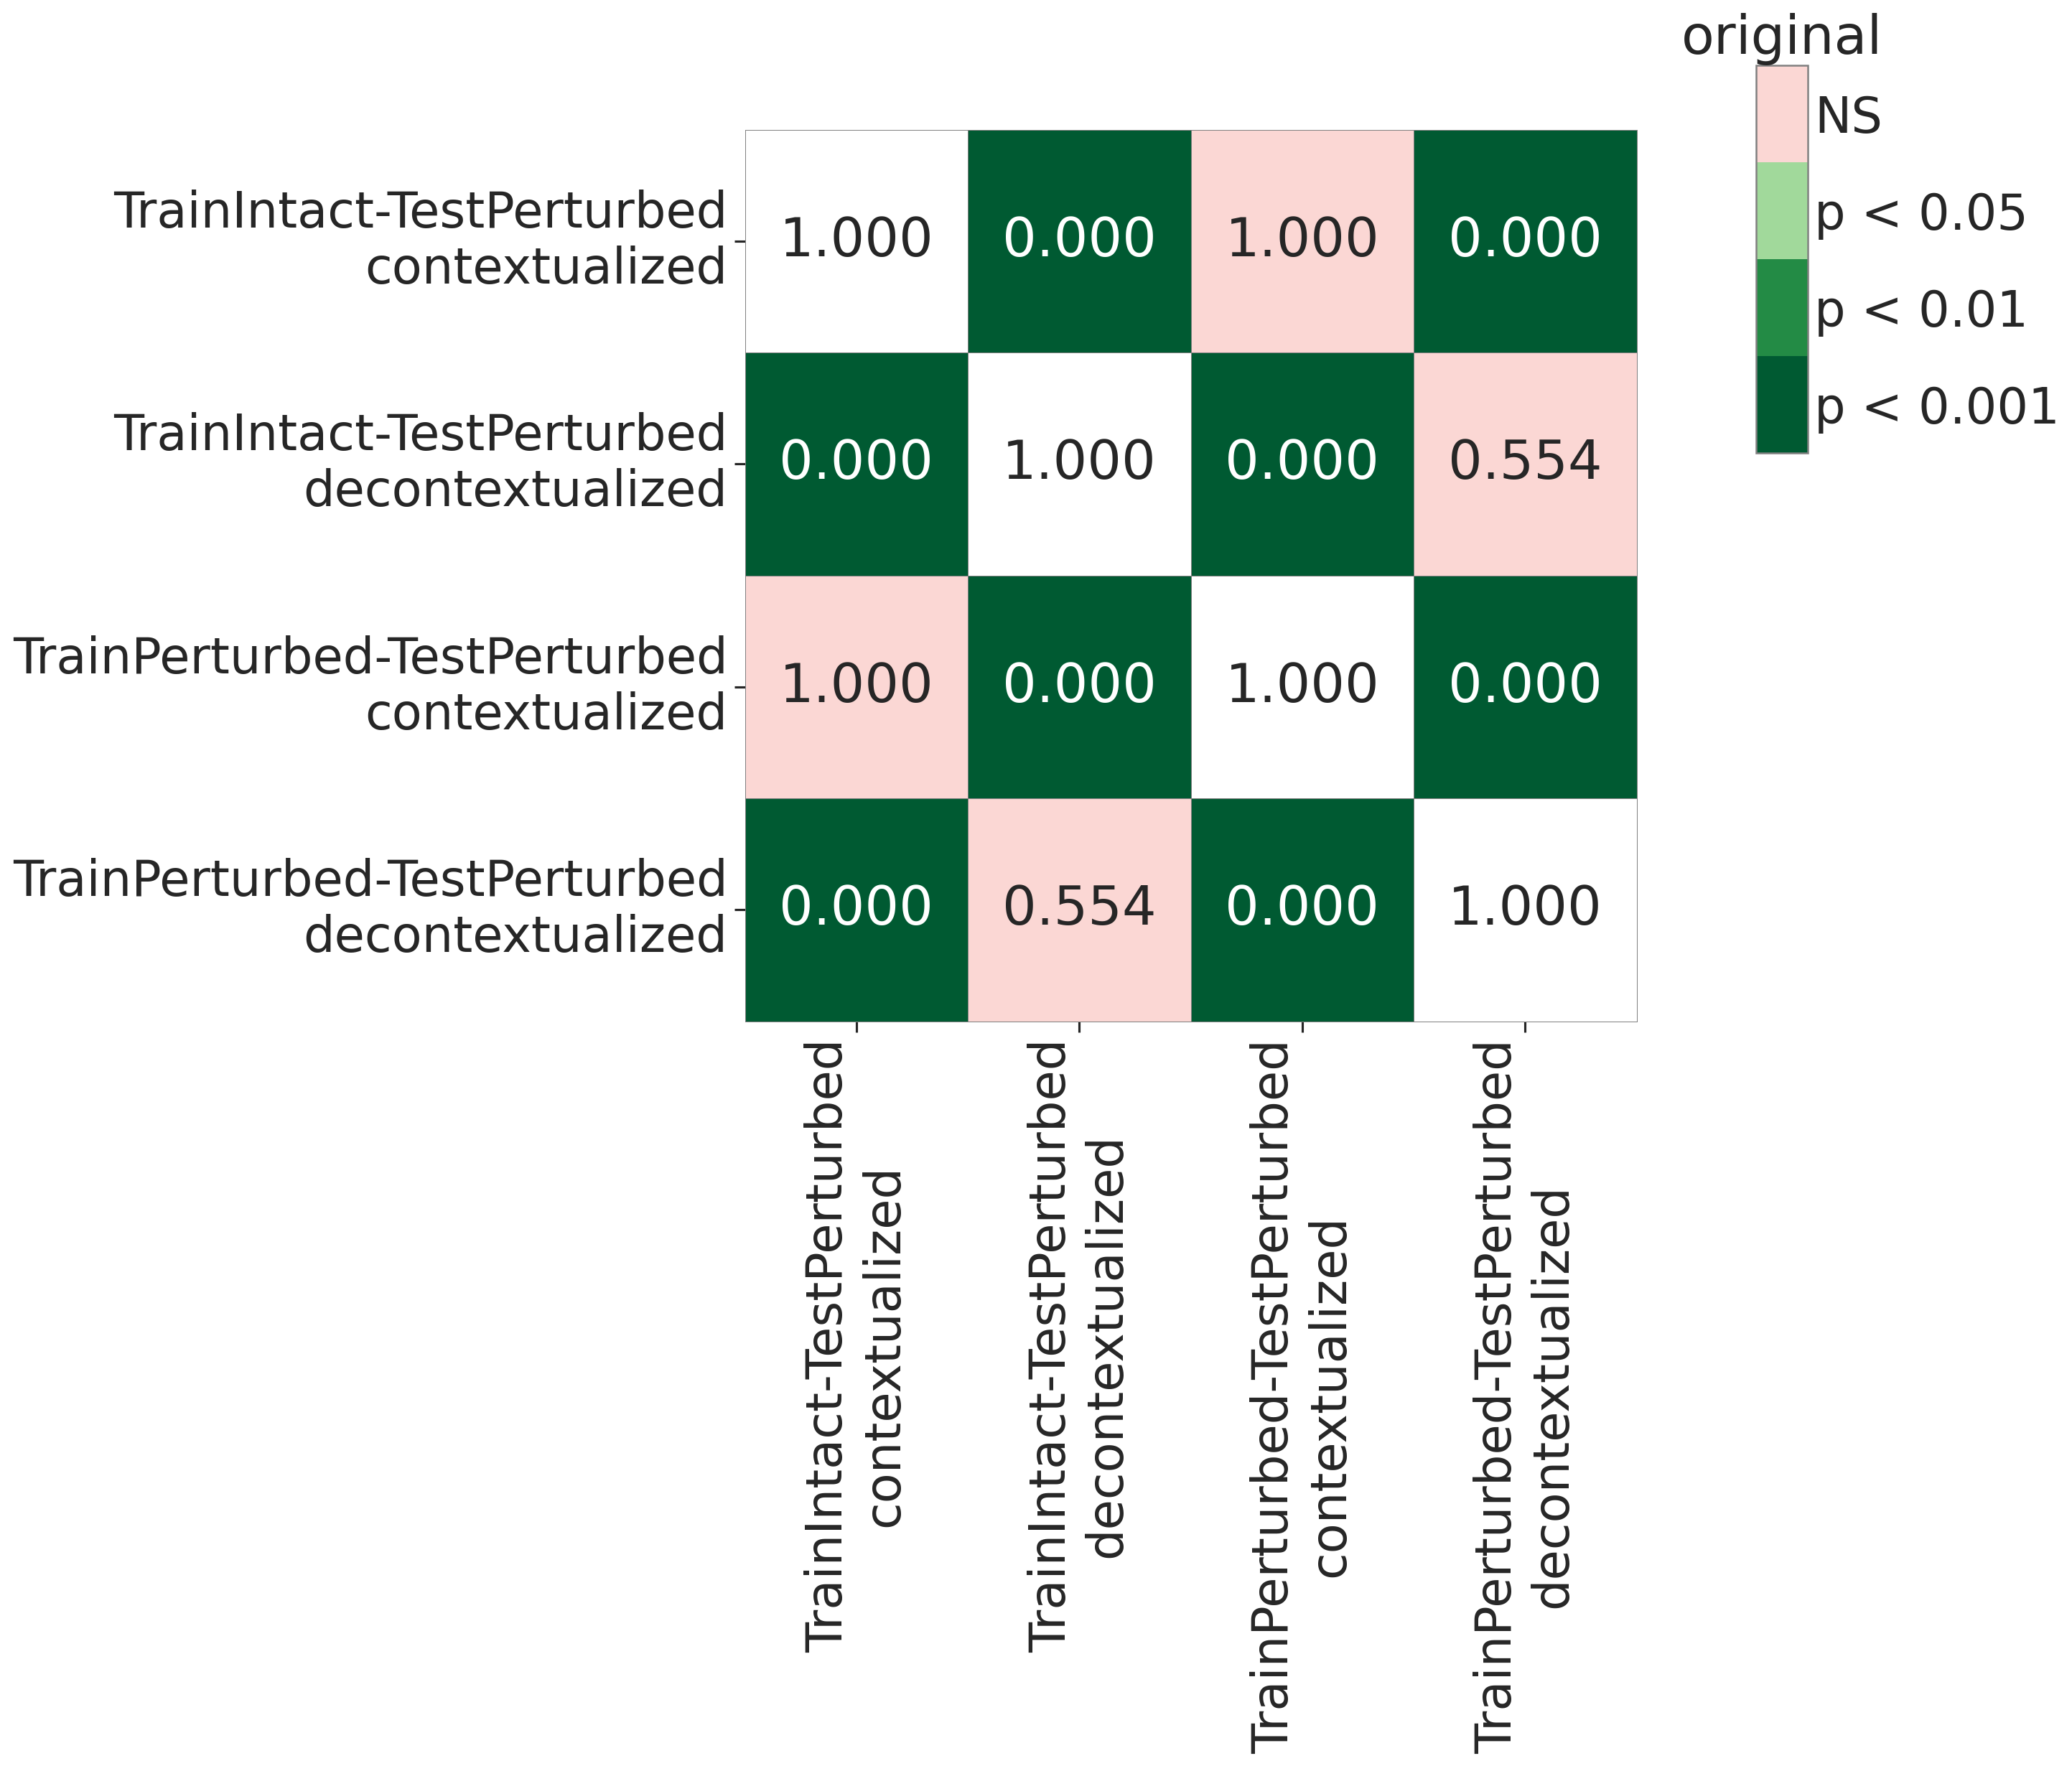 original
NS
p < 0.05
p < 0.01
p < 0.001
TrainIntact-TestPerturbed
contextualized
1.000 0.000 1.000 0.000
TrainIntact-TestPerturbed
decontextualized
0.000 1.000 0.000 0.554
TrainPerturbed-TestPerturbed
contextualized
1.000 0.000 1.000 0.000
TrainPerturbed-TestPerturbed
decontextualized
0.000 0.554 0.000 1.000
TrainIntact-TestPerturbed
contextualized
TrainIntact-TestPerturbed
decontextualized
TrainPerturbed-TestPerturbed
contextualized
TrainPerturbed-TestPerturbed
decontextualized